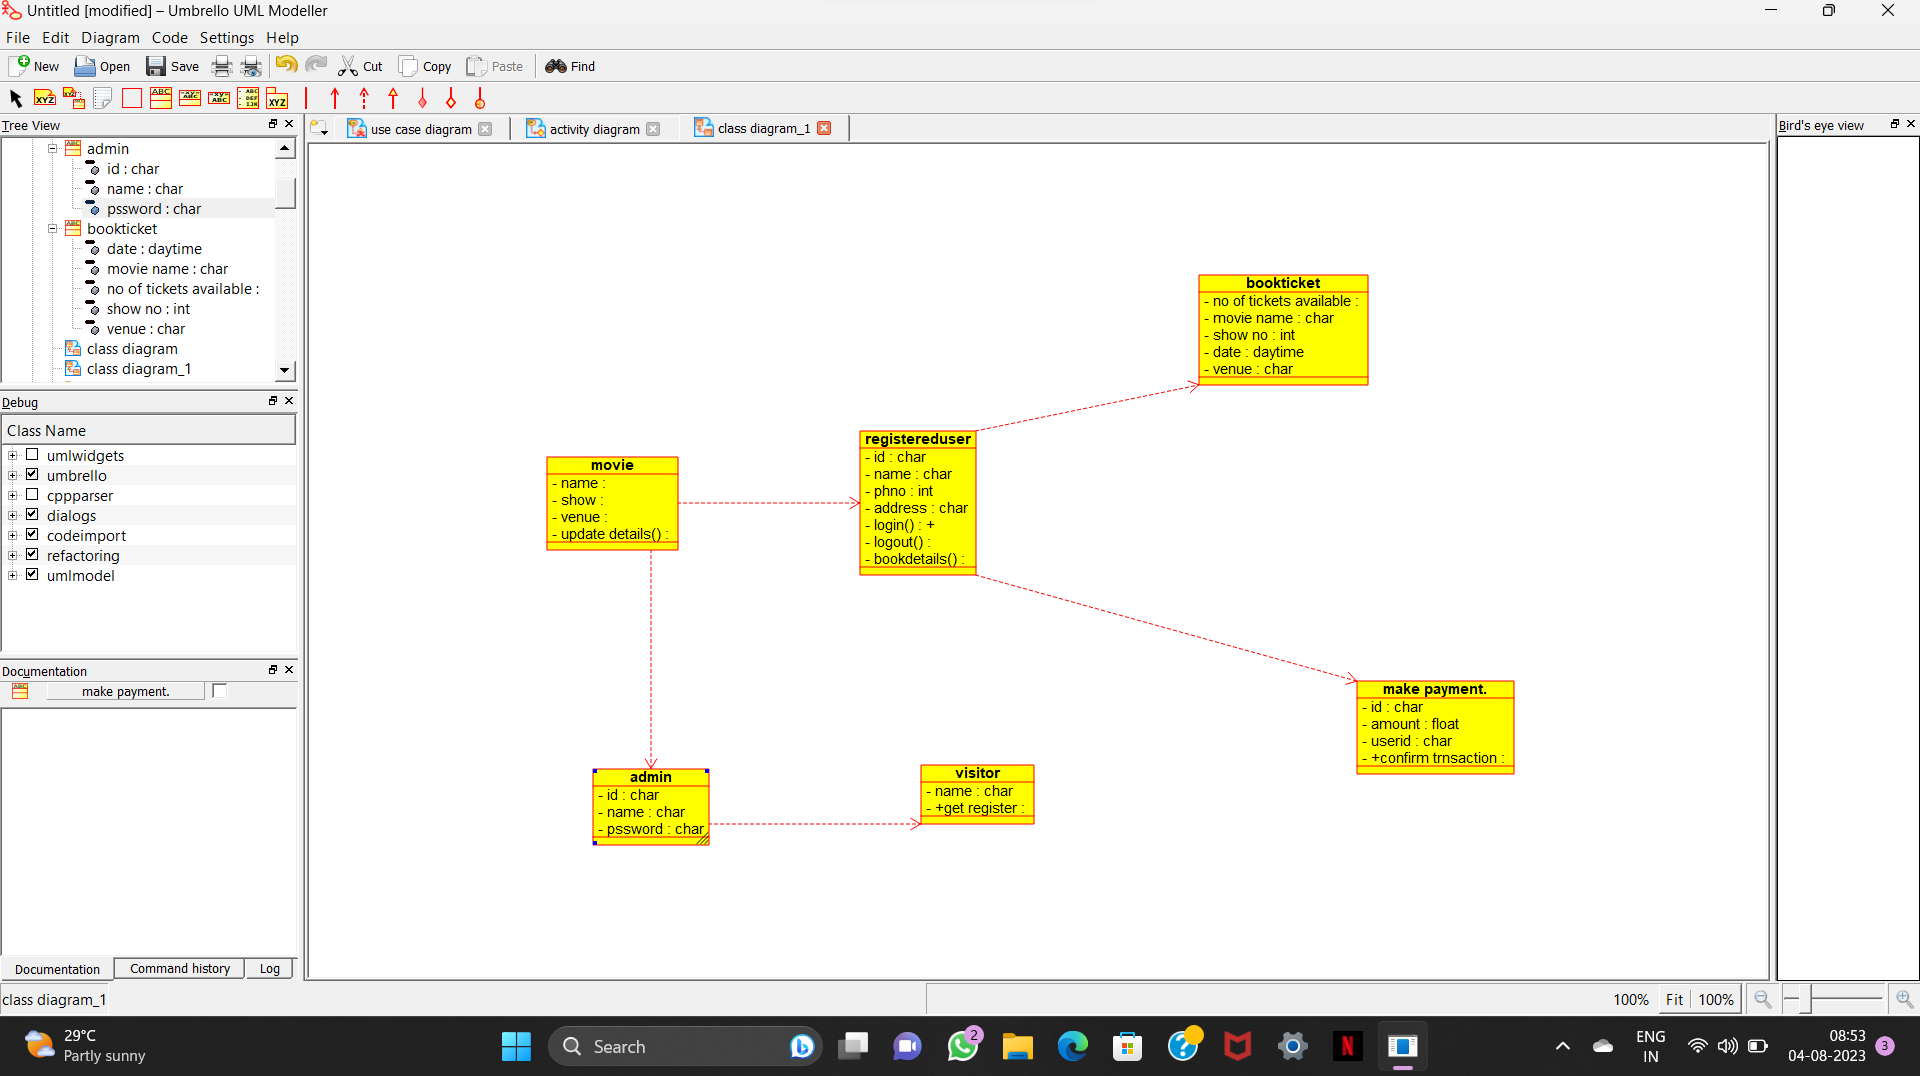 Untitled [modified] – Umbrello UML Modeller
File Edit Diagram Code Settings Help
New Open Save Cut Copy Paste Find
Tree View
admin
id : char
name : char
pssword : char
bookticket
date : daytime
movie name : char
no of tickets available :
show no : int
venue : char
class diagram
class diagram_1
Debug
Class Name
umlwidgets
umbrello
cppparser
dialogs
codeimport
refactoring
umlmodel
Documentation
make payment.
Documentation Command history Log
class diagram_1
use case diagram activity diagram class diagram_1
bookticket
- no of tickets available :
- movie name : char
- show no : int
- date : daytime
- venue : char
registereduser
- id : char
- name : char
- phno : int
- address : char
- login() : +
- logout() :
- bookdetails() :
movie
- name :
- show :
- venue :
- update details() :
make payment.
- id : char
- amount : float
- userid : char
- +confirm trnsaction :
admin
- id : char
- name : char
- pssword : char
visitor
- name : char
- +get register :
Bird's eye view
100% Fit 100%
29°C
Partly sunny
Search
2
ENG
IN
08:53
04-08-2023
3